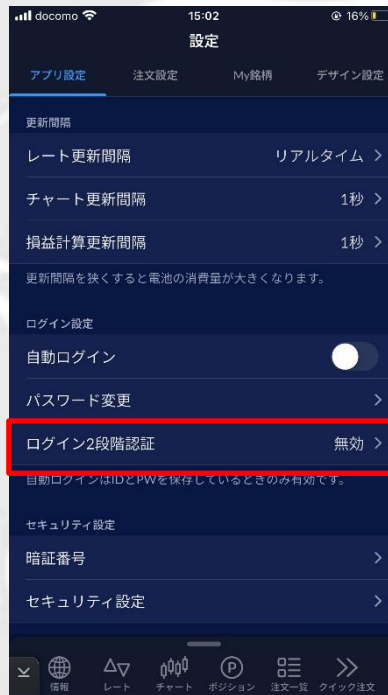 docomo 15:02 16%
設定
アプリ設定 注文設定 My銘柄 デザイン設定
更新間隔
レート更新間隔 リアルタイム
チャート更新間隔 1秒
損益計算更新間隔 1秒
更新間隔を狭くすると電池の消費量が大きくなります。
ログイン設定
自動ログイン
パスワード変更
ログイン2段階認証 無効
自動ログインはIDとPWを保存しているときのみ有効です。
セキュリティ設定
暗証番号
セキュリティ設定
情報 レート チャート ポジション 注文一覧 クイック注文